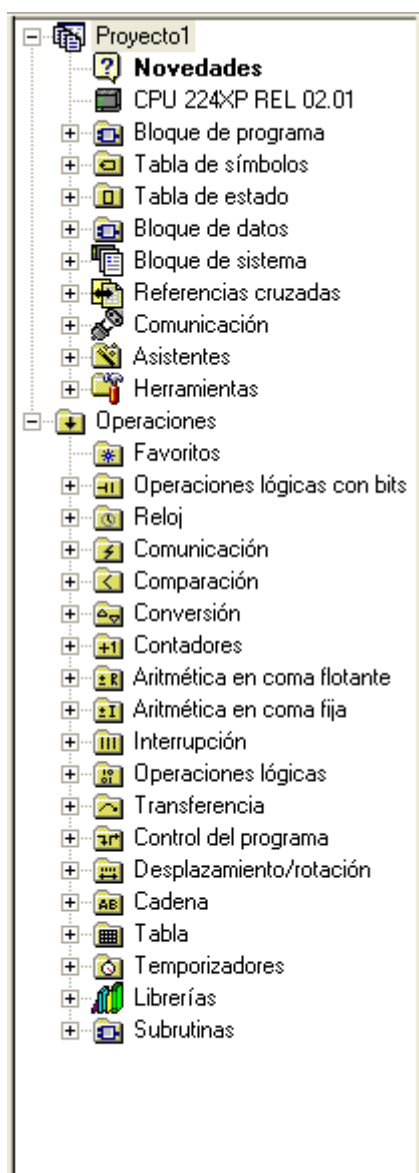 Proyecto1
Novedades
CPU 224XP REL 02.01
Bloque de programa
Tabla de símbolos
Tabla de estado
Bloque de datos
Bloque de sistema
Referencias cruzadas
Comunicación
Asistentes
Herramientas
Operaciones
Favoritos
Operaciones lógicas con bits
Reloj
Comunicación
Comparación
Conversión
Contadores
Aritmética en coma flotante
Aritmética en coma fija
Interrupción
Operaciones lógicas
Transferencia
Control del programa
Desplazamiento/rotación
Cadena
Tabla
Temporizadores
Librerías
Subrutinas